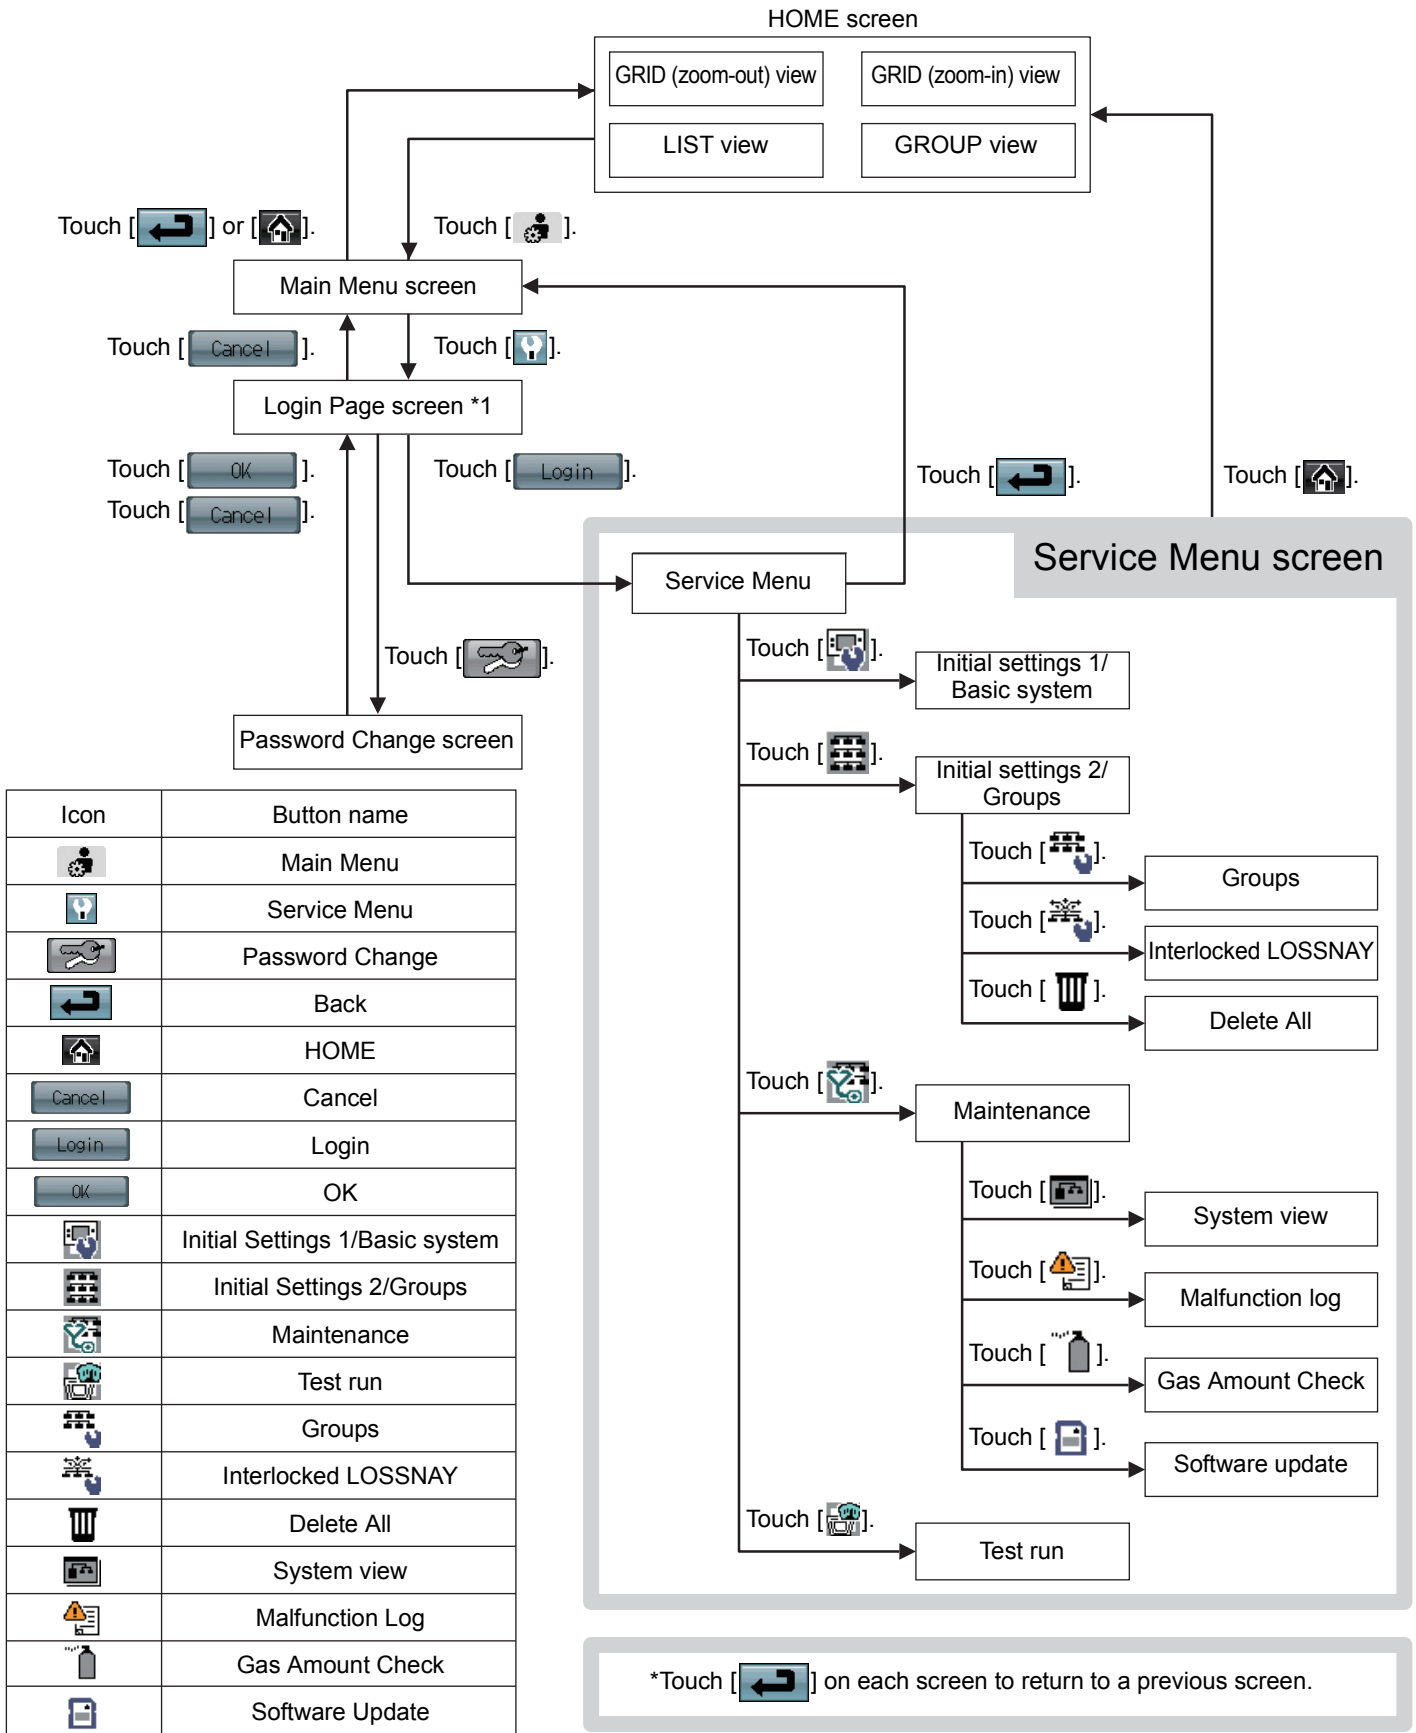 HOME screen
GRID (zoom-out) view
GRID (zoom-in) view
LIST view
GROUP view
Touch [ ] or [ ].
Touch [ ].
Main Menu screen
Touch [ Cancel ].
Touch [ ].
Login Page screen *1
Touch [ OK ].
Touch [ Cancel ].
Touch [ Login ].
Touch [ ].
Touch [ ].
Touch [ ].
Password Change screen
Service Menu screen
Service Menu
Touch [ ].
Initial settings 1/
Basic system
Touch [ ].
Initial settings 2/
Groups
Touch [ ].
Groups
Touch [ ].
Interlocked LOSSNAY
Touch [ ].
Delete All
Touch [ ].
Maintenance
Touch [ ].
System view
Touch [ ].
Malfunction log
Touch [ ].
Gas Amount Check
Touch [ ].
Software update
Touch [ ].
Test run
*Touch [ ] on each screen to return to a previous screen.
Icon Button name
Main Menu
Service Menu
Password Change
Back
HOME
Cancel Cancel
Login Login
OK OK
Initial Settings 1/Basic system
Initial Settings 2/Groups
Maintenance
Test run
Groups
Interlocked LOSSNAY
Delete All
System view
Malfunction Log
Gas Amount Check
Software Update